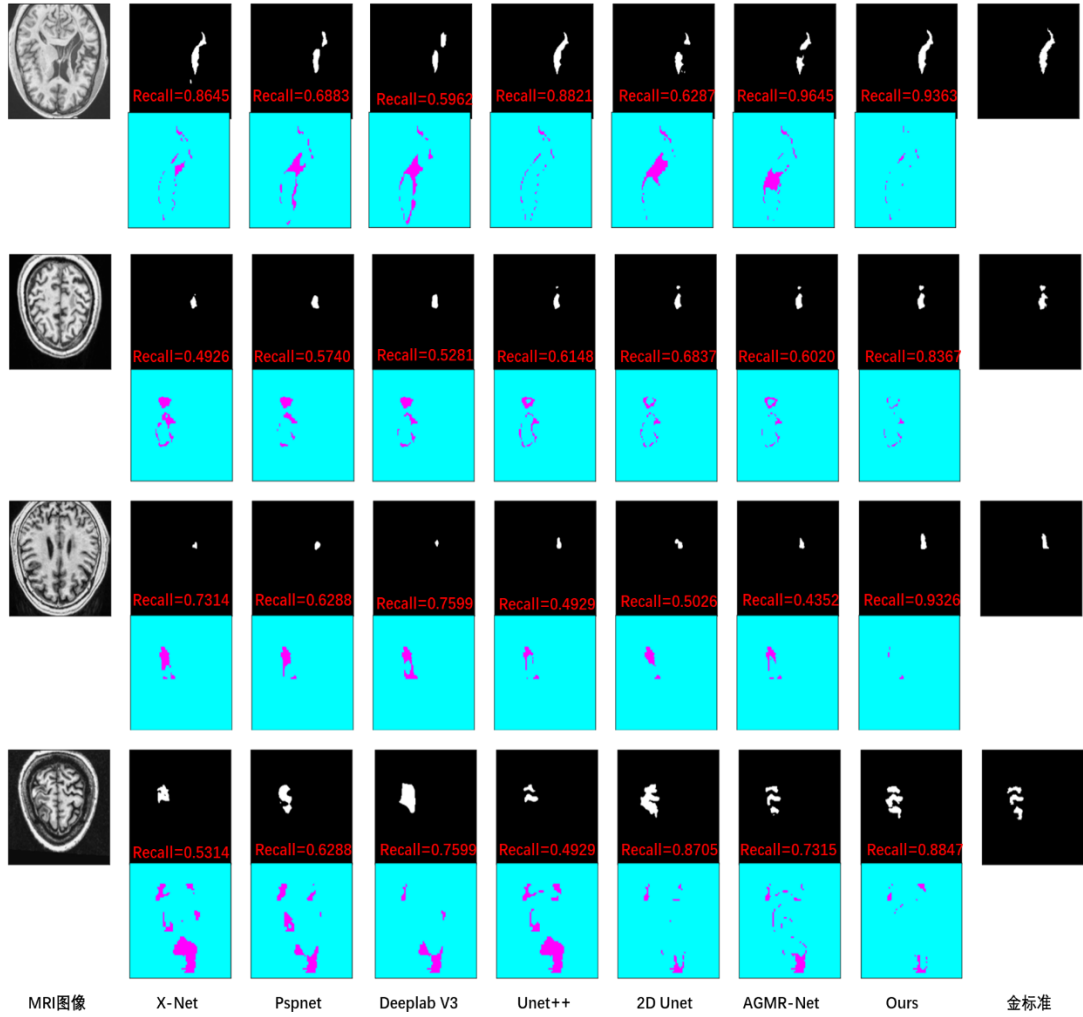 Recall=0.8645 Recall=0.6883 Recall=0.5962 Recall=0.8821 Recall=0.6287 Recall=0.9645 Recall=0.9363
Recall=0.4926 Recall=0.5740 Recall=0.5281 Recall=0.6148 Recall=0.6837 Recall=0.6020 Recall=0.8367
Recall=0.7314 Recall=0.6288 Recall=0.7599 Recall=0.4929 Recall=0.5026 Recall=0.4352 Recall=0.9326
Recall=0.5314 Recall=0.6288 Recall=0.7599 Recall=0.4929 Recall=0.8705 Recall=0.7315 Recall=0.8847
MRI图像 X-Net Pspnet Deeplab V3 Unet++ 2D Unet AGMR-Net Ours 金标准